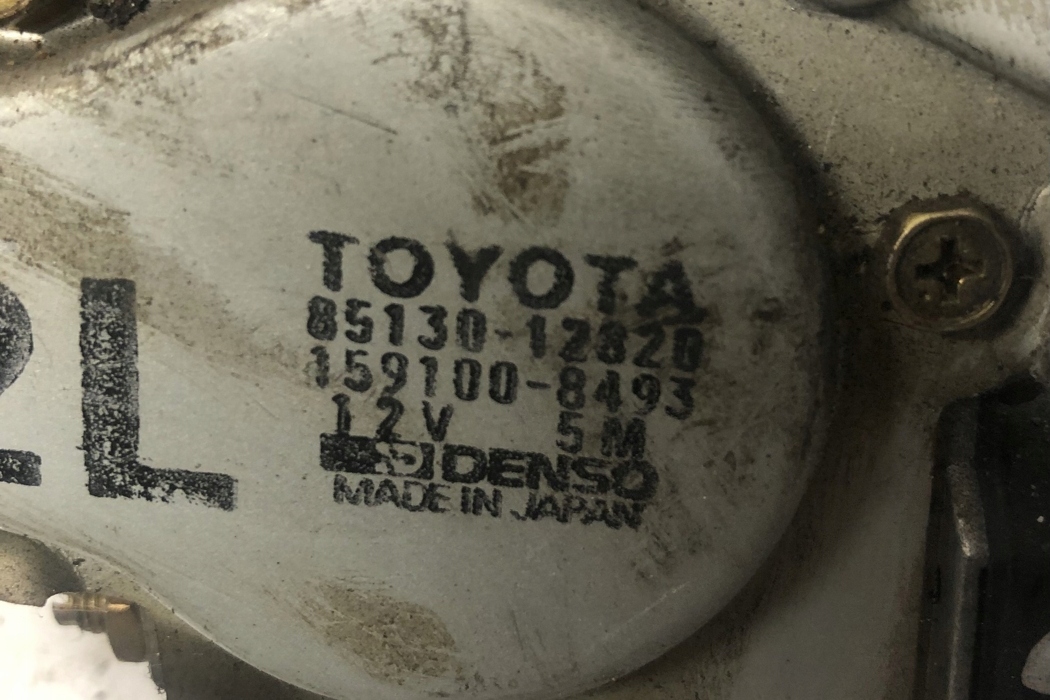 2L
TOYOTA
85130-12820
159100-8493
12V 5M
DENSO
MADE IN JAPAN